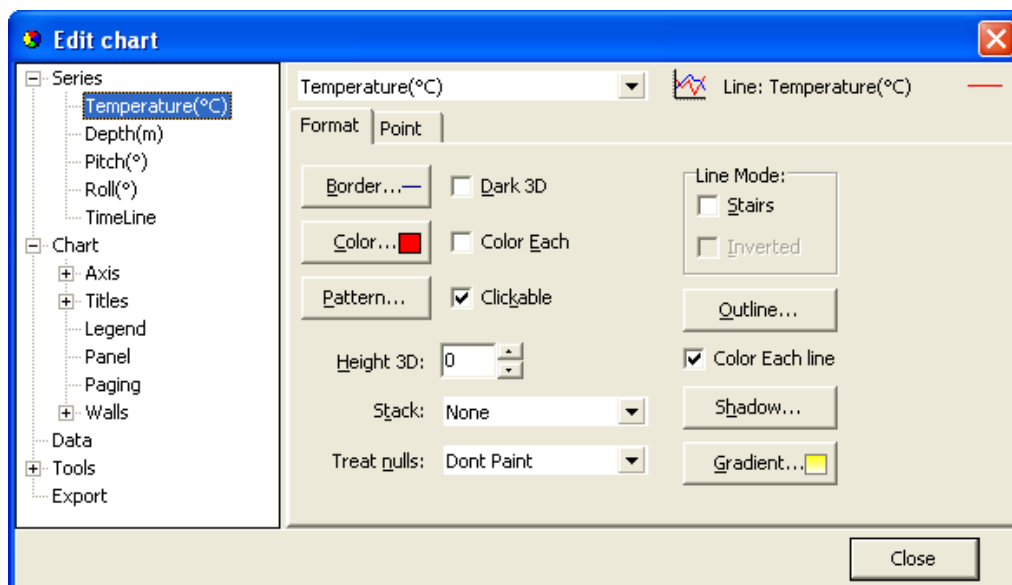 Edit chart
Series
Temperature(°C)
Depth(m)
Pitch(°)
Roll(°)
TimeLine
Chart
Axis
Titles
Legend
Panel
Paging
Walls
Data
Tools
Export
Temperature(°C)
Line: Temperature(°C)
Format
Point
Border...
Dark 3D
Color...
Color Each
Pattern...
Clickable
Height 3D:
0
Stack:
None
Treat nulls:
Dont Paint
Line Mode:
Stairs
Inverted
Outline...
Color Each line
Shadow...
Gradient...
Close